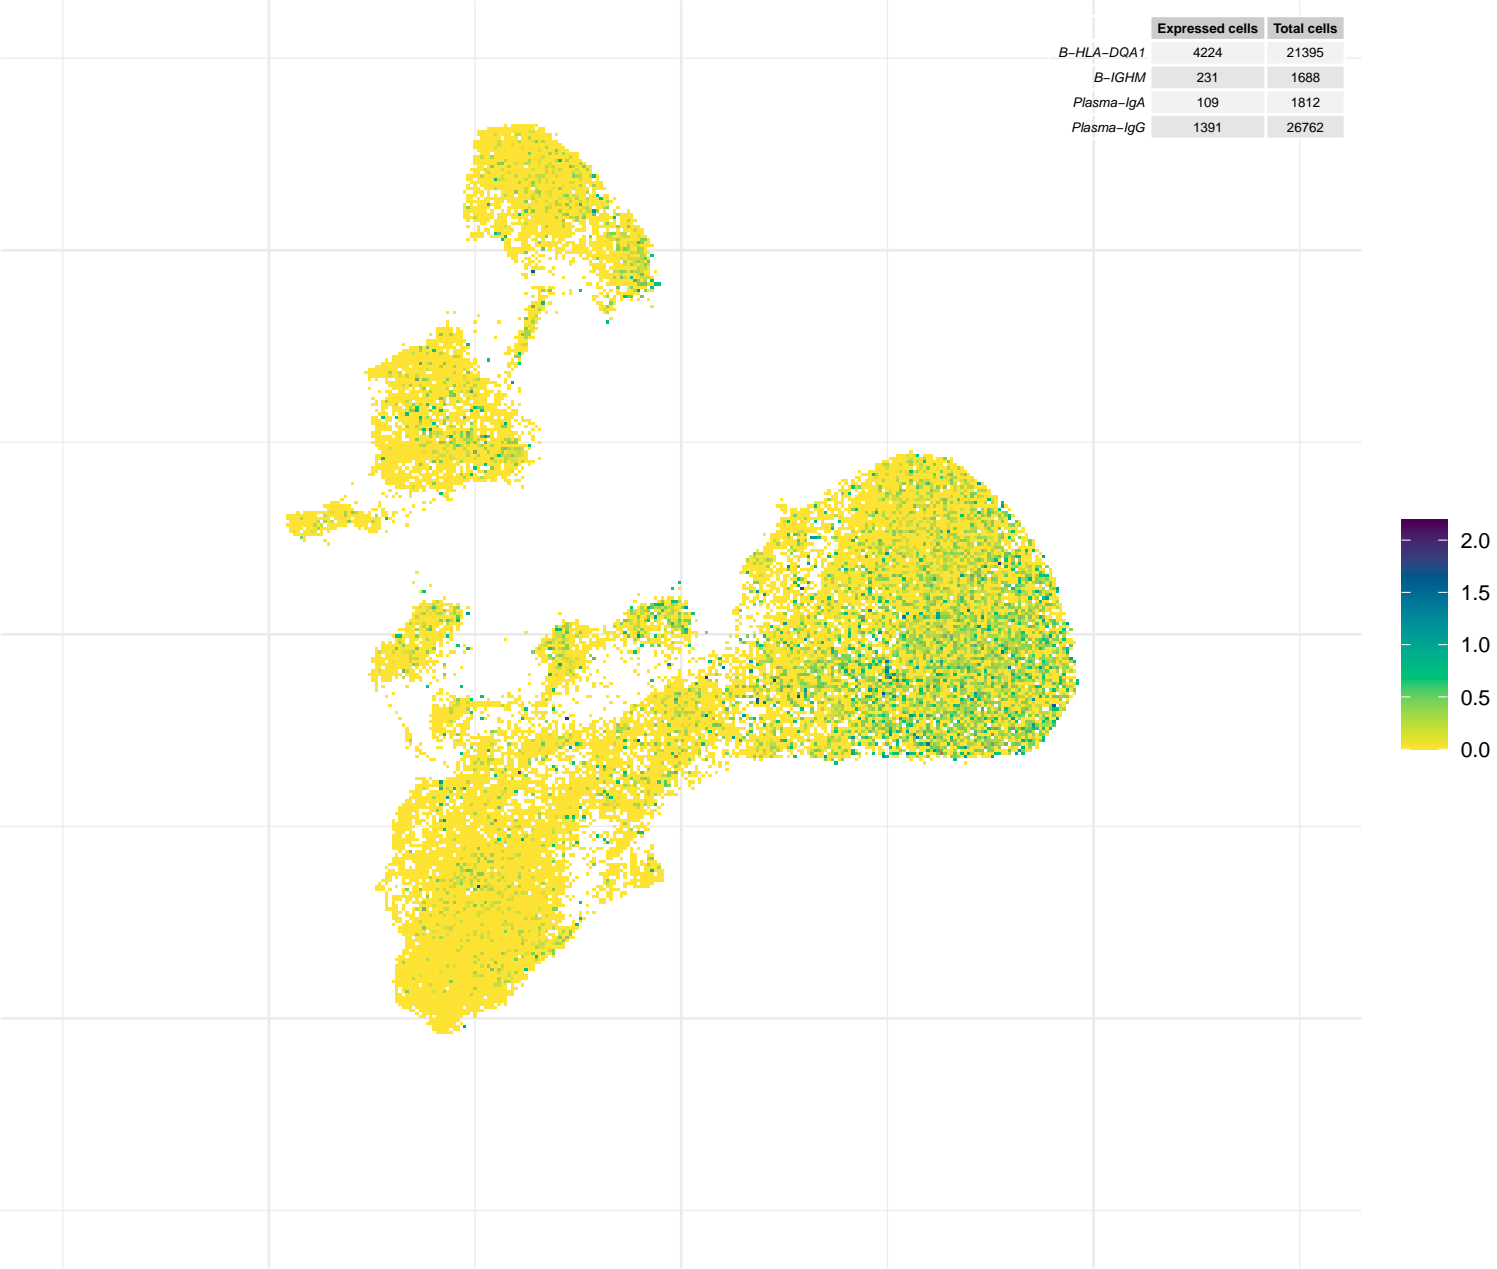 Expressed cells Total cells
B−HLA−DQA1 4224 21395
B−IGHM 231 1688
Plasma−IgA 109 1812
Plasma−IgG 1391 26762
2.0
1.5
1.0
0.5
0.0